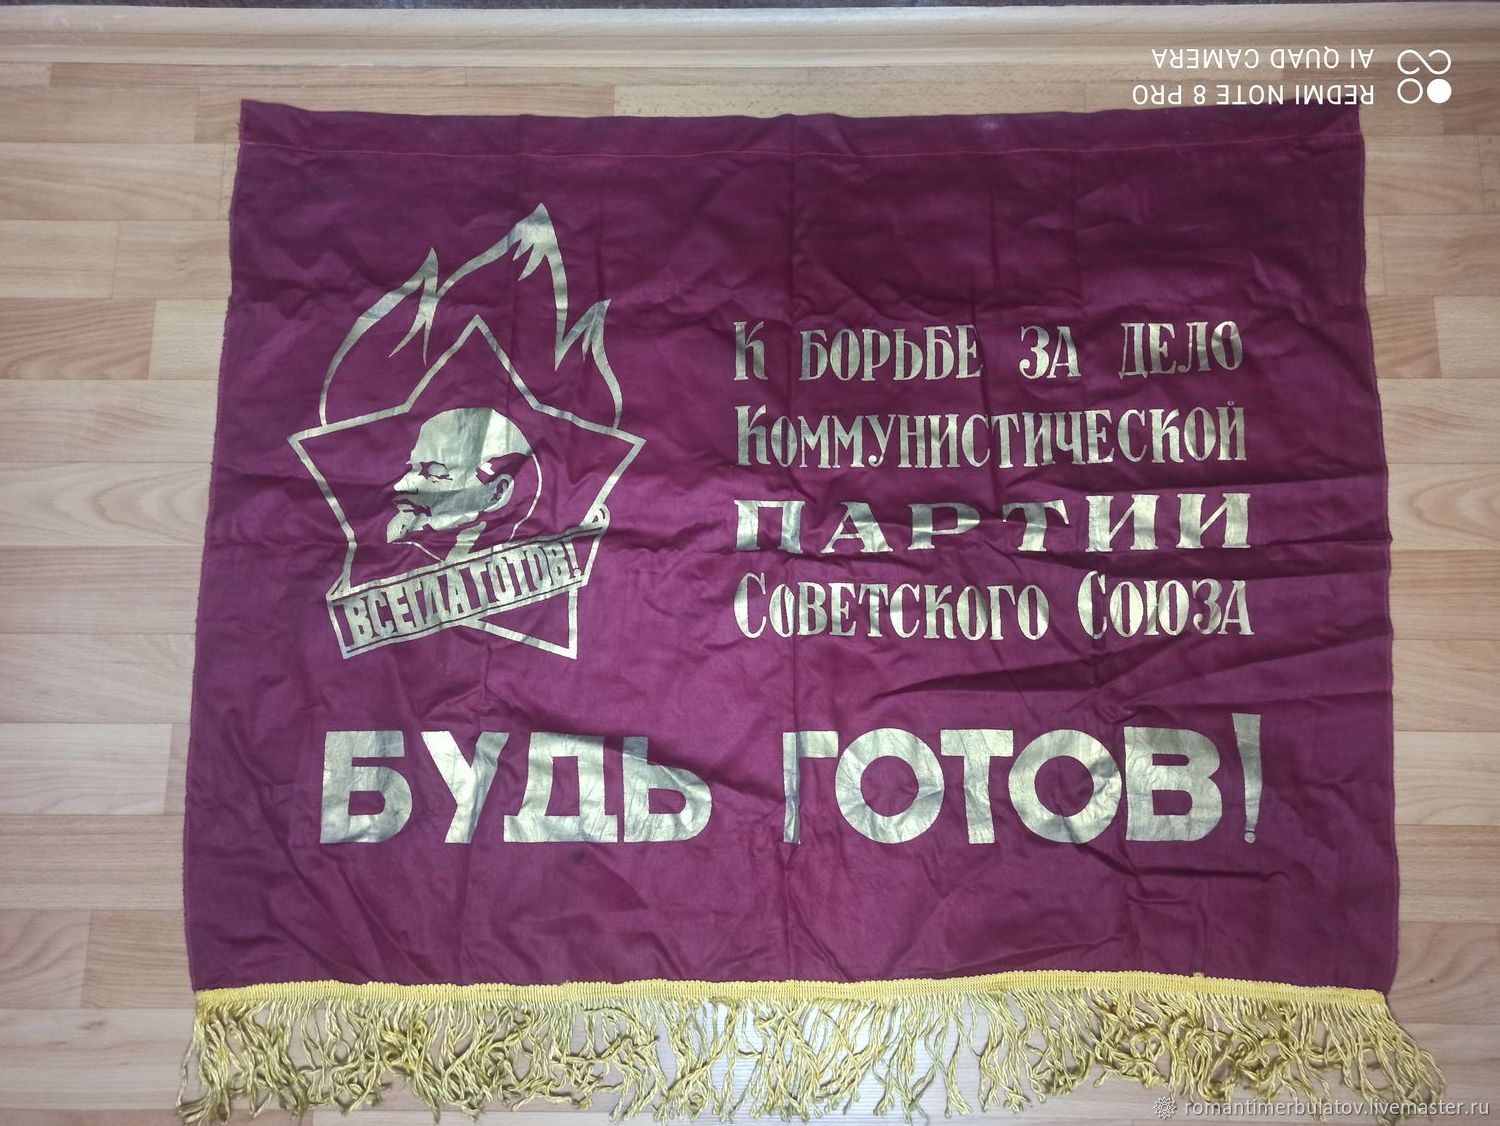 REDMI NOTE 8 PRO
AI QUAD CAMERA
К БОРЬБЕ ЗА ДЕЛО
КОММУНИСТИЧЕСКОЙ
ПАРТИИ
СОВЕТСКОГО СОЮЗА
ВСЕГДА ГОТОВ!
БУДЬ ГОТОВ!
romantimerbulatov.livemaster.ru